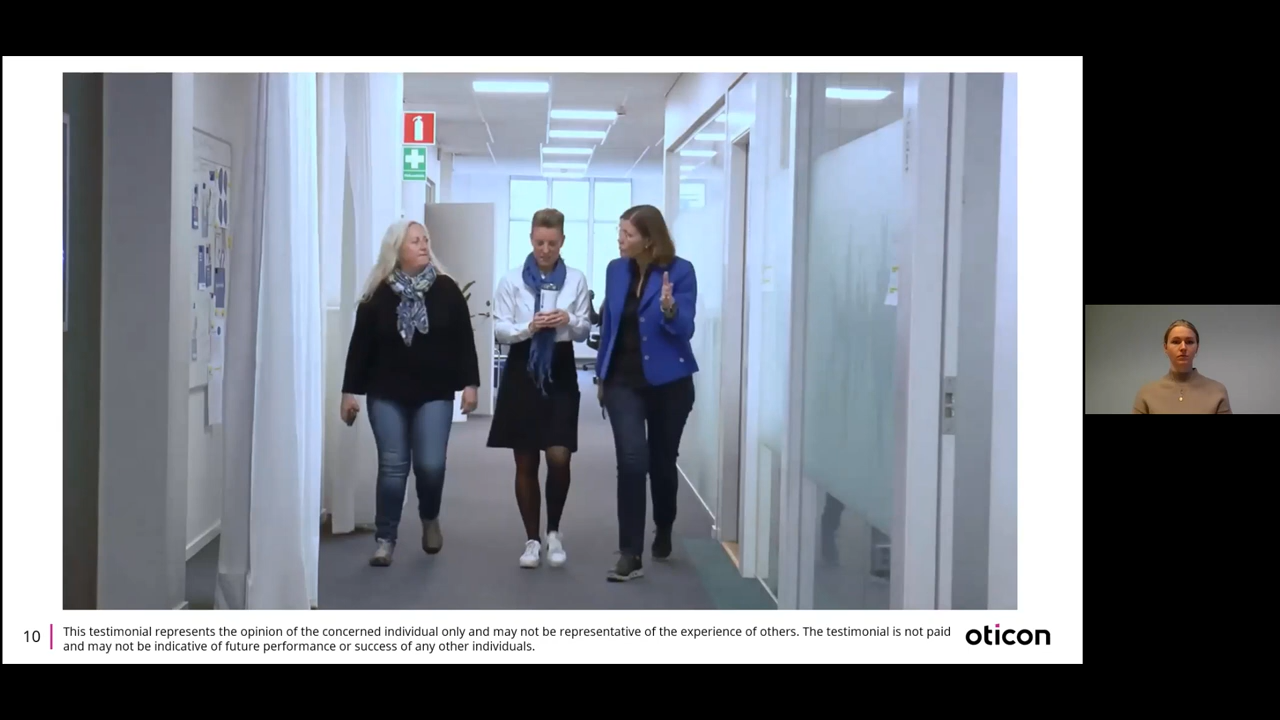 10
This testimonial represents the opinion of the concerned individual only and may not be representative of the experience of others. The testimonial is not paid
and may not be indicative of future performance or success of any other individuals.
oticon